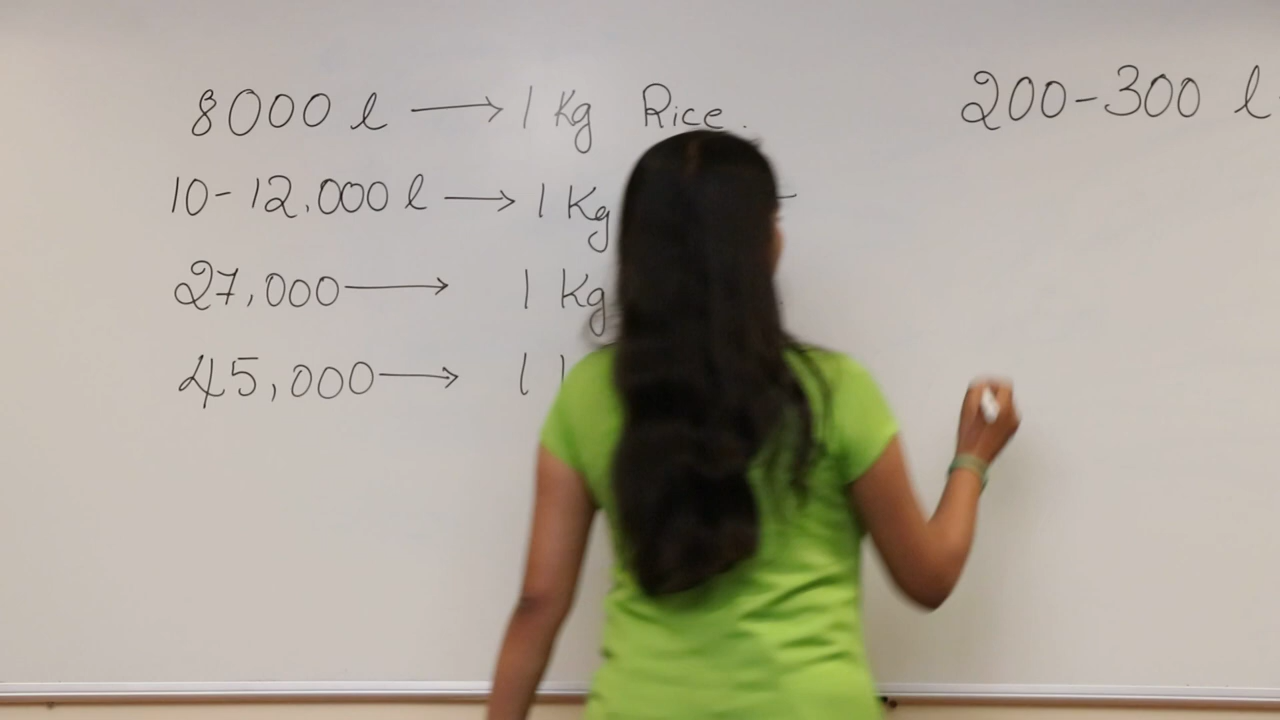 8000 l → 1 Kg Rice.
10-12.000 l → 1 Kg
27,000 → 1 Kg
45,000 → 1
200-300 l